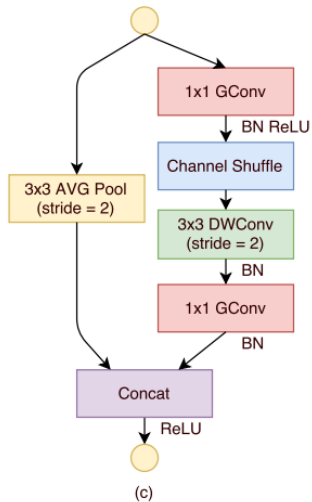 1x1 GConv
BN ReLU
Channel Shuffle
3x3 AVG Pool
(stride = 2)
3x3 DWConv
(stride = 2)
BN
1x1 GConv
BN
Concat
ReLU
(c)